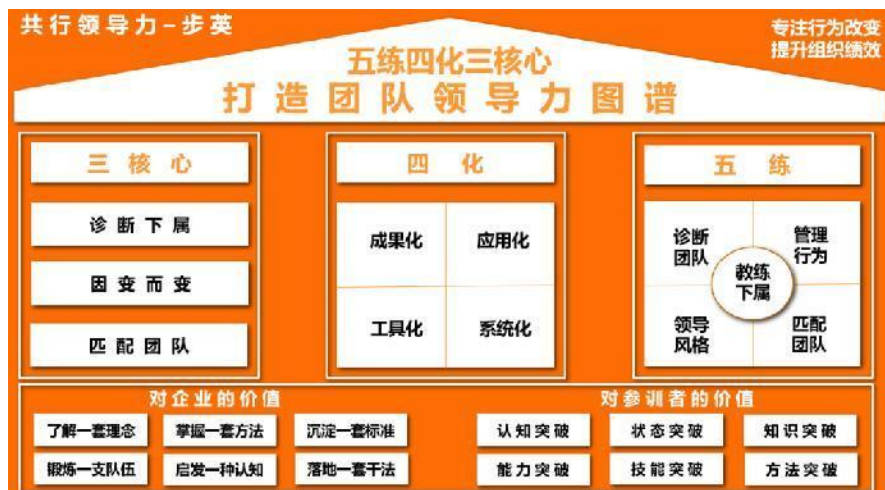 共行领导力-步英
专注行为改变
提升组织绩效
五练四化三核心
打造团队领导力图谱
三核心
诊断下属
因变而变
匹配团队
四化
成果化
应用化
工具化
系统化
五练
诊断
团队
管理
行为
教练
下属
领导
风格
匹配
团队
对企业的价值
了解一套理念
掌握一套方法
沉淀一套标准
锻炼一支队伍
启发一种认知
落地一套干法
对参训者的价值
认知突破
状态突破
知识突破
能力突破
技能突破
方法突破